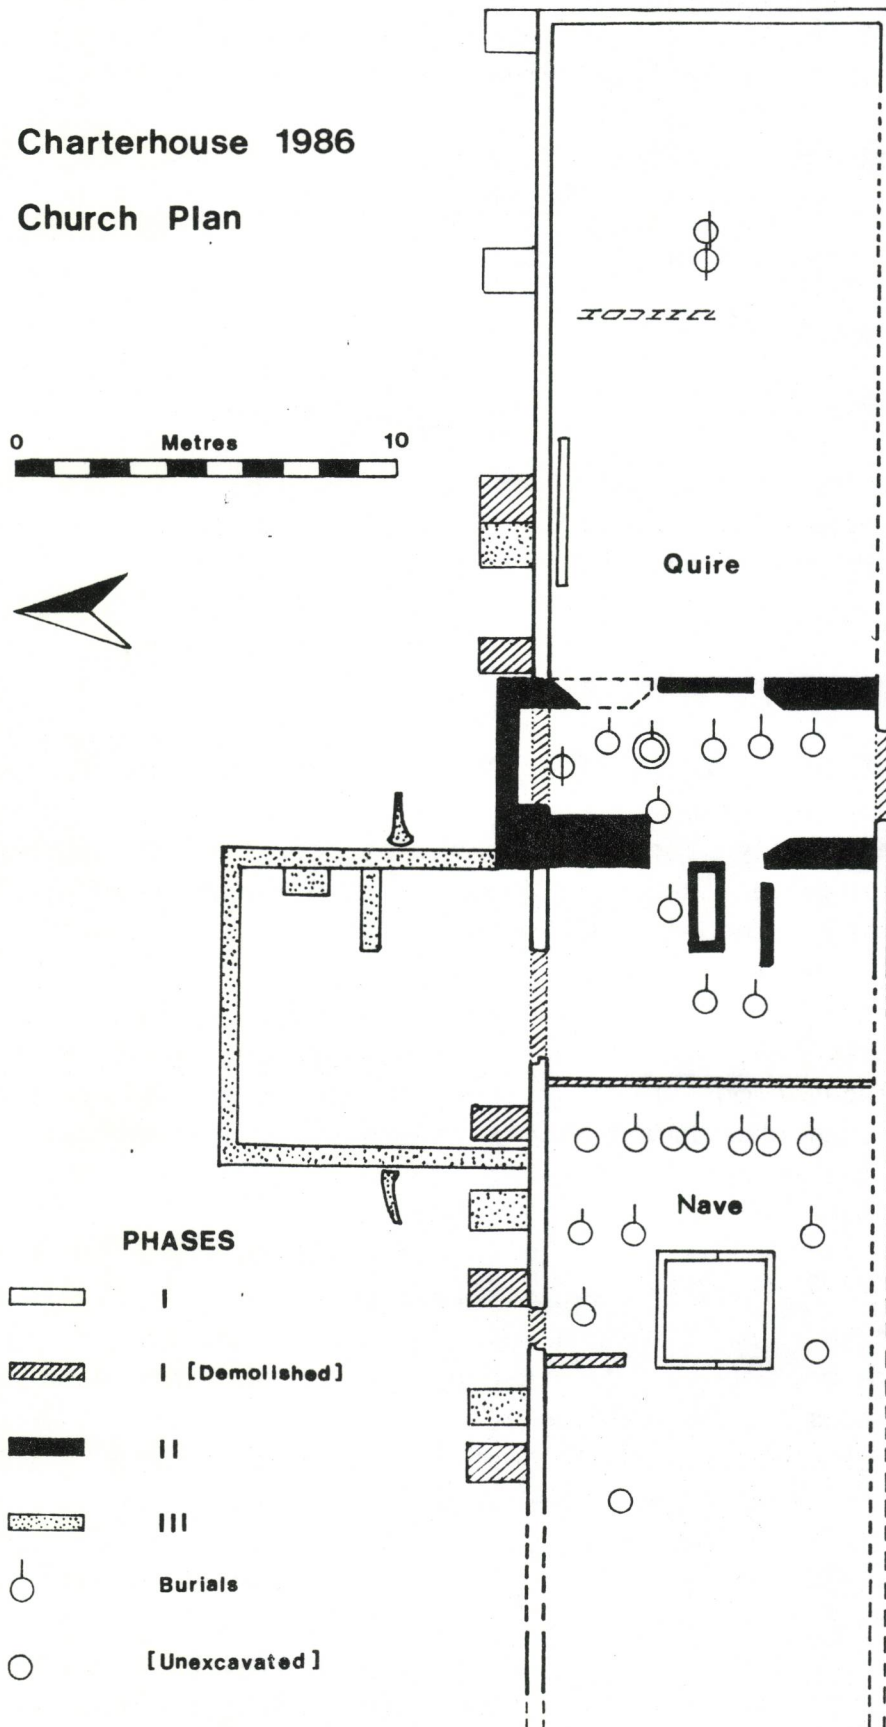 Charterhouse 1986
Church Plan
0 Metres 10
Quire
Nave
PHASES
I
I [Demolished]
II
III
Burials
[Unexcavated]